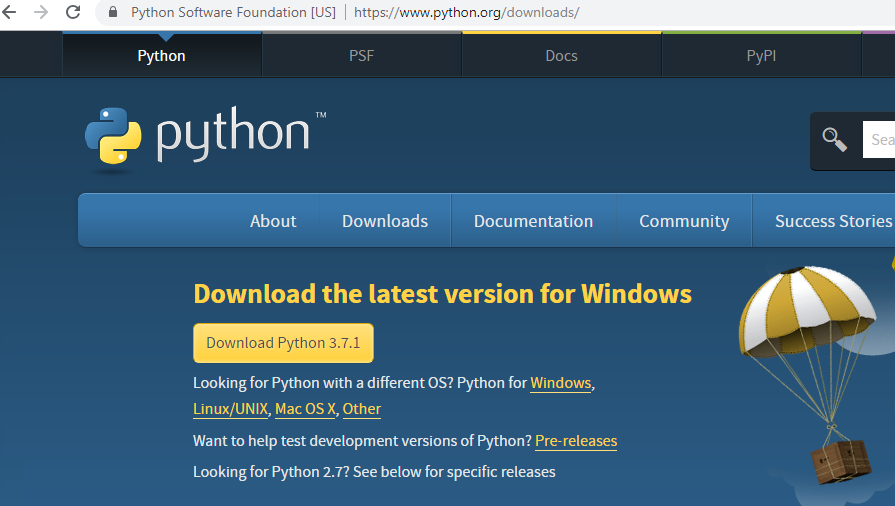 Python Software Foundation [US] | https://www.python.org/downloads/
Python PSF Docs PyPI
python™
Sea
About Downloads Documentation Community Success Stories
Download the latest version for Windows
Download Python 3.7.1
Looking for Python with a different OS? Python for Windows,
Linux/UNIX, Mac OS X, Other
Want to help test development versions of Python? Pre-releases
Looking for Python 2.7? See below for specific releases